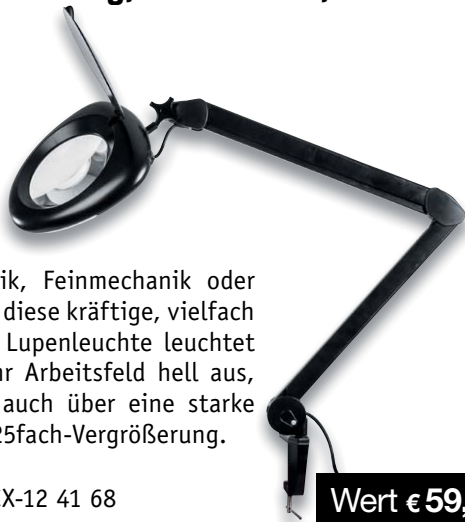 ik, Feinmechanik oder
diese kräftige, vielfach
Lupenleuchte leuchtet
hr Arbeitsfeld hell aus,
auch über eine starke
25fach-Vergrößerung.
X-12 41 68
Wert € 59,